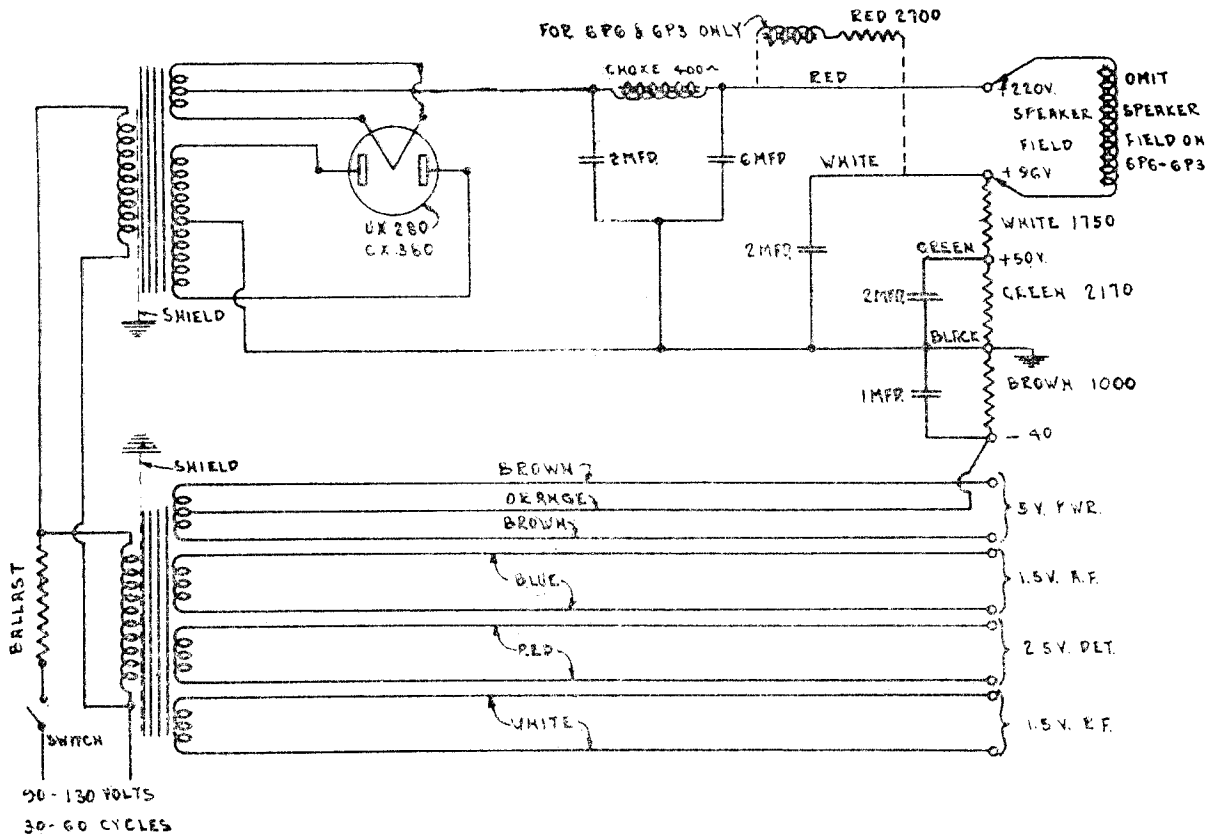 RED 2700
FOR 6P6 & 6P3 ONLY
CHOKE 400~
RED
+220V.
OMIT
SPEAKER
SPEAKER
FIELD
FIELD ON
6P6-6P3
2MFD
6MFD
WHITE
+96V
UX 280
CX 380
WHITE 1750
2MFD.
GREEN
+50V.
2MFD.
GREEN 2170
SHIELD
BLACK
1MFD.
BROWN 1000
- 40
SHIELD
BROWN
ORANGE
5 V. PWR.
BROWN
BALLAST
BLUE
1.5V. R.F.
RED
2 5V. DET.
WHITE
1.5 V. R F.
SWITCH
90-130 VOLTS
30-60 CYCLES